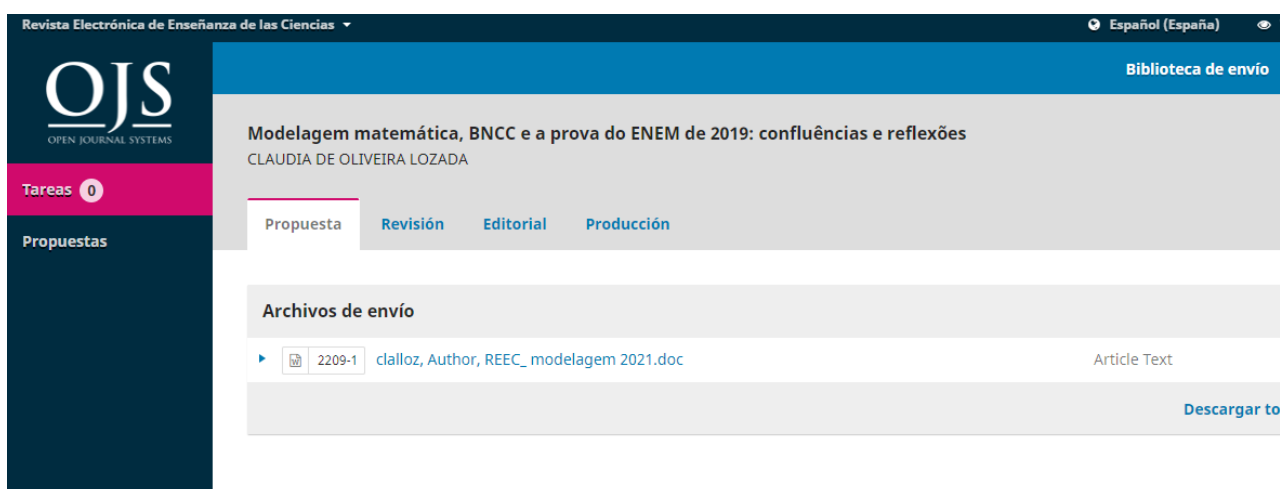 Revista Electrónica de Enseñanza de las Ciencias
Español (España)
OJS
OPEN JOURNAL SYSTEMS
Biblioteca de envío
Modelagem matemática, BNCC e a prova do ENEM de 2019: confluências e reflexões
CLAUDIA DE OLIVEIRA LOZADA
Tareas 0
Propuestas
Propuesta Revisión Editorial Producción
Archivos de envío
2209-1 clalloz, Author, REEC_ modelagem 2021.doc Article Text
Descargar to